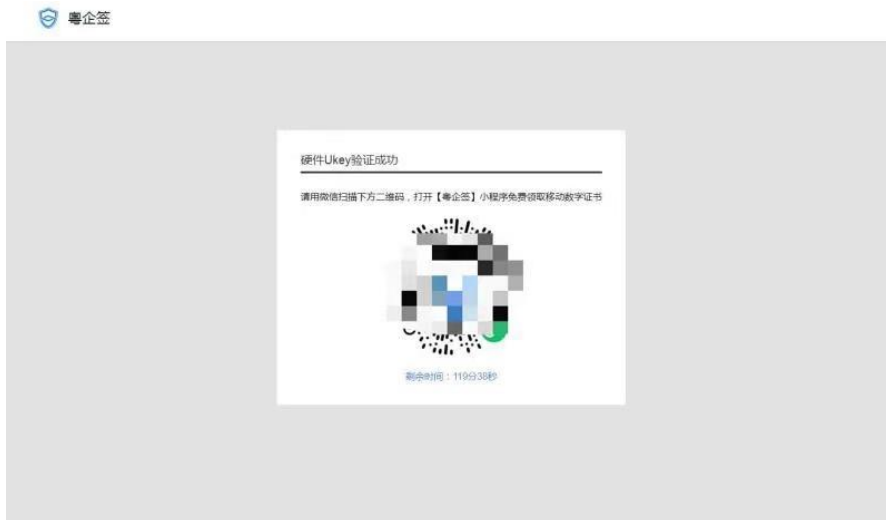 粤企签
硬件Ukey验证成功
请用微信扫描下方二维码，打开【粤企签】小程序免费领取移动数字证书
剩余时间：119分38秒